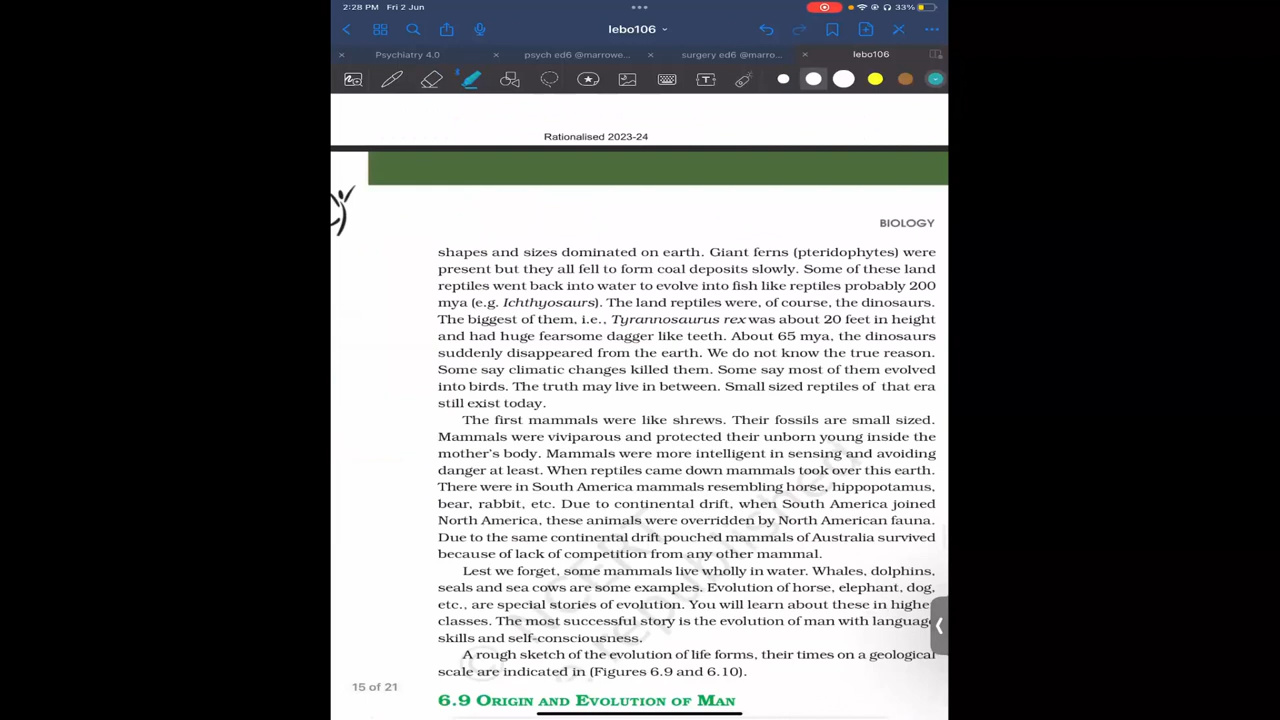 2:28 PM Fri 2 Jun
33%
lebo106
Psychiatry 4.0
psych ed6 @marrowe...
surgery ed6 @marro...
lebo106
Rationalised 2023-24
BIOLOGY
shapes and sizes dominated on earth. Giant ferns (pteridophytes) were
present but they all fell to form coal deposits slowly. Some of these land
reptiles went back into water to evolve into fish like reptiles probably 200
mya (e.g. Ichthyosaurs). The land reptiles were, of course, the dinosaurs.
The biggest of them, i.e., Tyrannosaurus rex was about 20 feet in height
and had huge fearsome dagger like teeth. About 65 mya, the dinosaurs
suddenly disappeared from the earth. We do not know the true reason.
Some say climatic changes killed them. Some say most of them evolved
into birds. The truth may live in between. Small sized reptiles of that era
still exist today.
The first mammals were like shrews. Their fossils are small sized.
Mammals were viviparous and protected their unborn young inside the
mother's body. Mammals were more intelligent in sensing and avoiding
danger at least. When reptiles came down mammals took over this earth.
There were in South America mammals resembling horse, hippopotamus,
bear, rabbit, etc. Due to continental drift, when South America joined
North America, these animals were overridden by North American fauna.
Due to the same continental drift pouched mammals of Australia survived
because of lack of competition from any other mammal.
Lest we forget, some mammals live wholly in water. Whales, dolphins,
seals and sea cows are some examples. Evolution of horse, elephant, dog,
etc., are special stories of evolution. You will learn about these in highe
classes. The most successful story is the evolution of man with language
skills and self-consciousness.
A rough sketch of the evolution of life forms, their times on a geological
scale are indicated in (Figures 6.9 and 6.10).
15 of 21
6.9 ORIGIN AND EVOLUTION OF MAN
© NCERT
republished